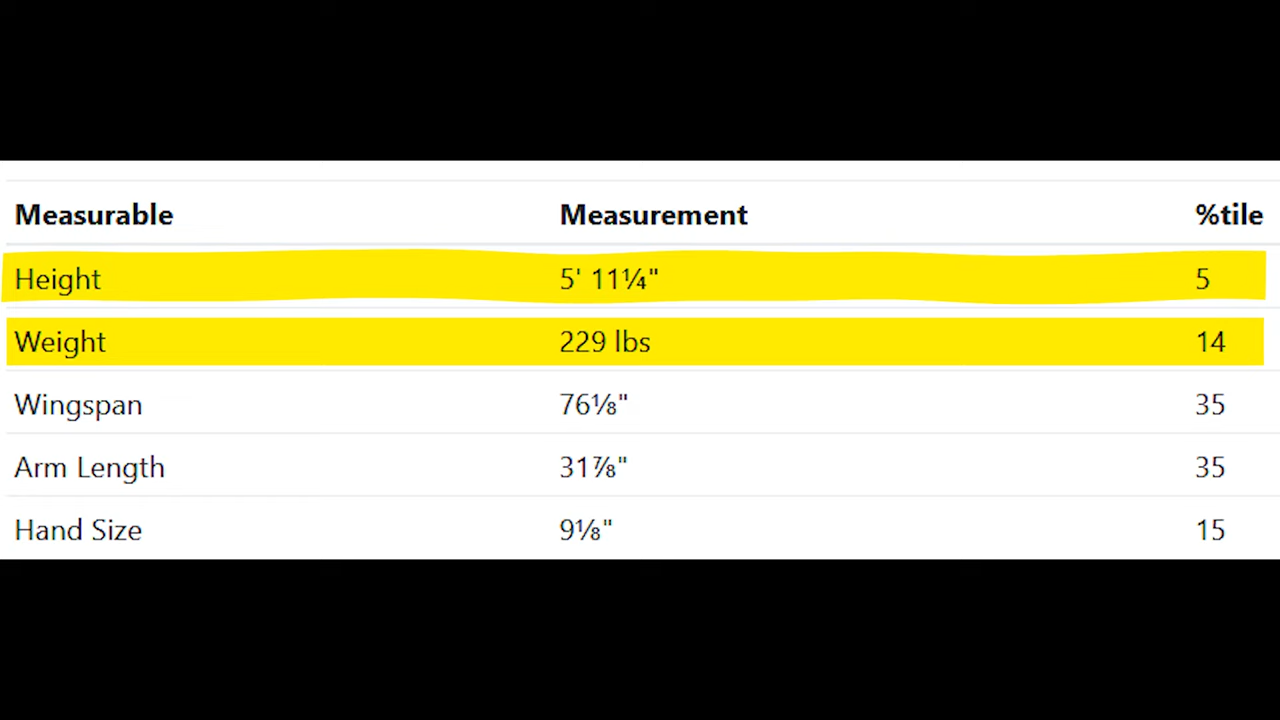 Measurable Measurement %tile
Height 5' 11¼" 5
Weight 229 lbs 14
Wingspan 76⅛" 35
Arm Length 31⅞" 35
Hand Size 9⅛" 15